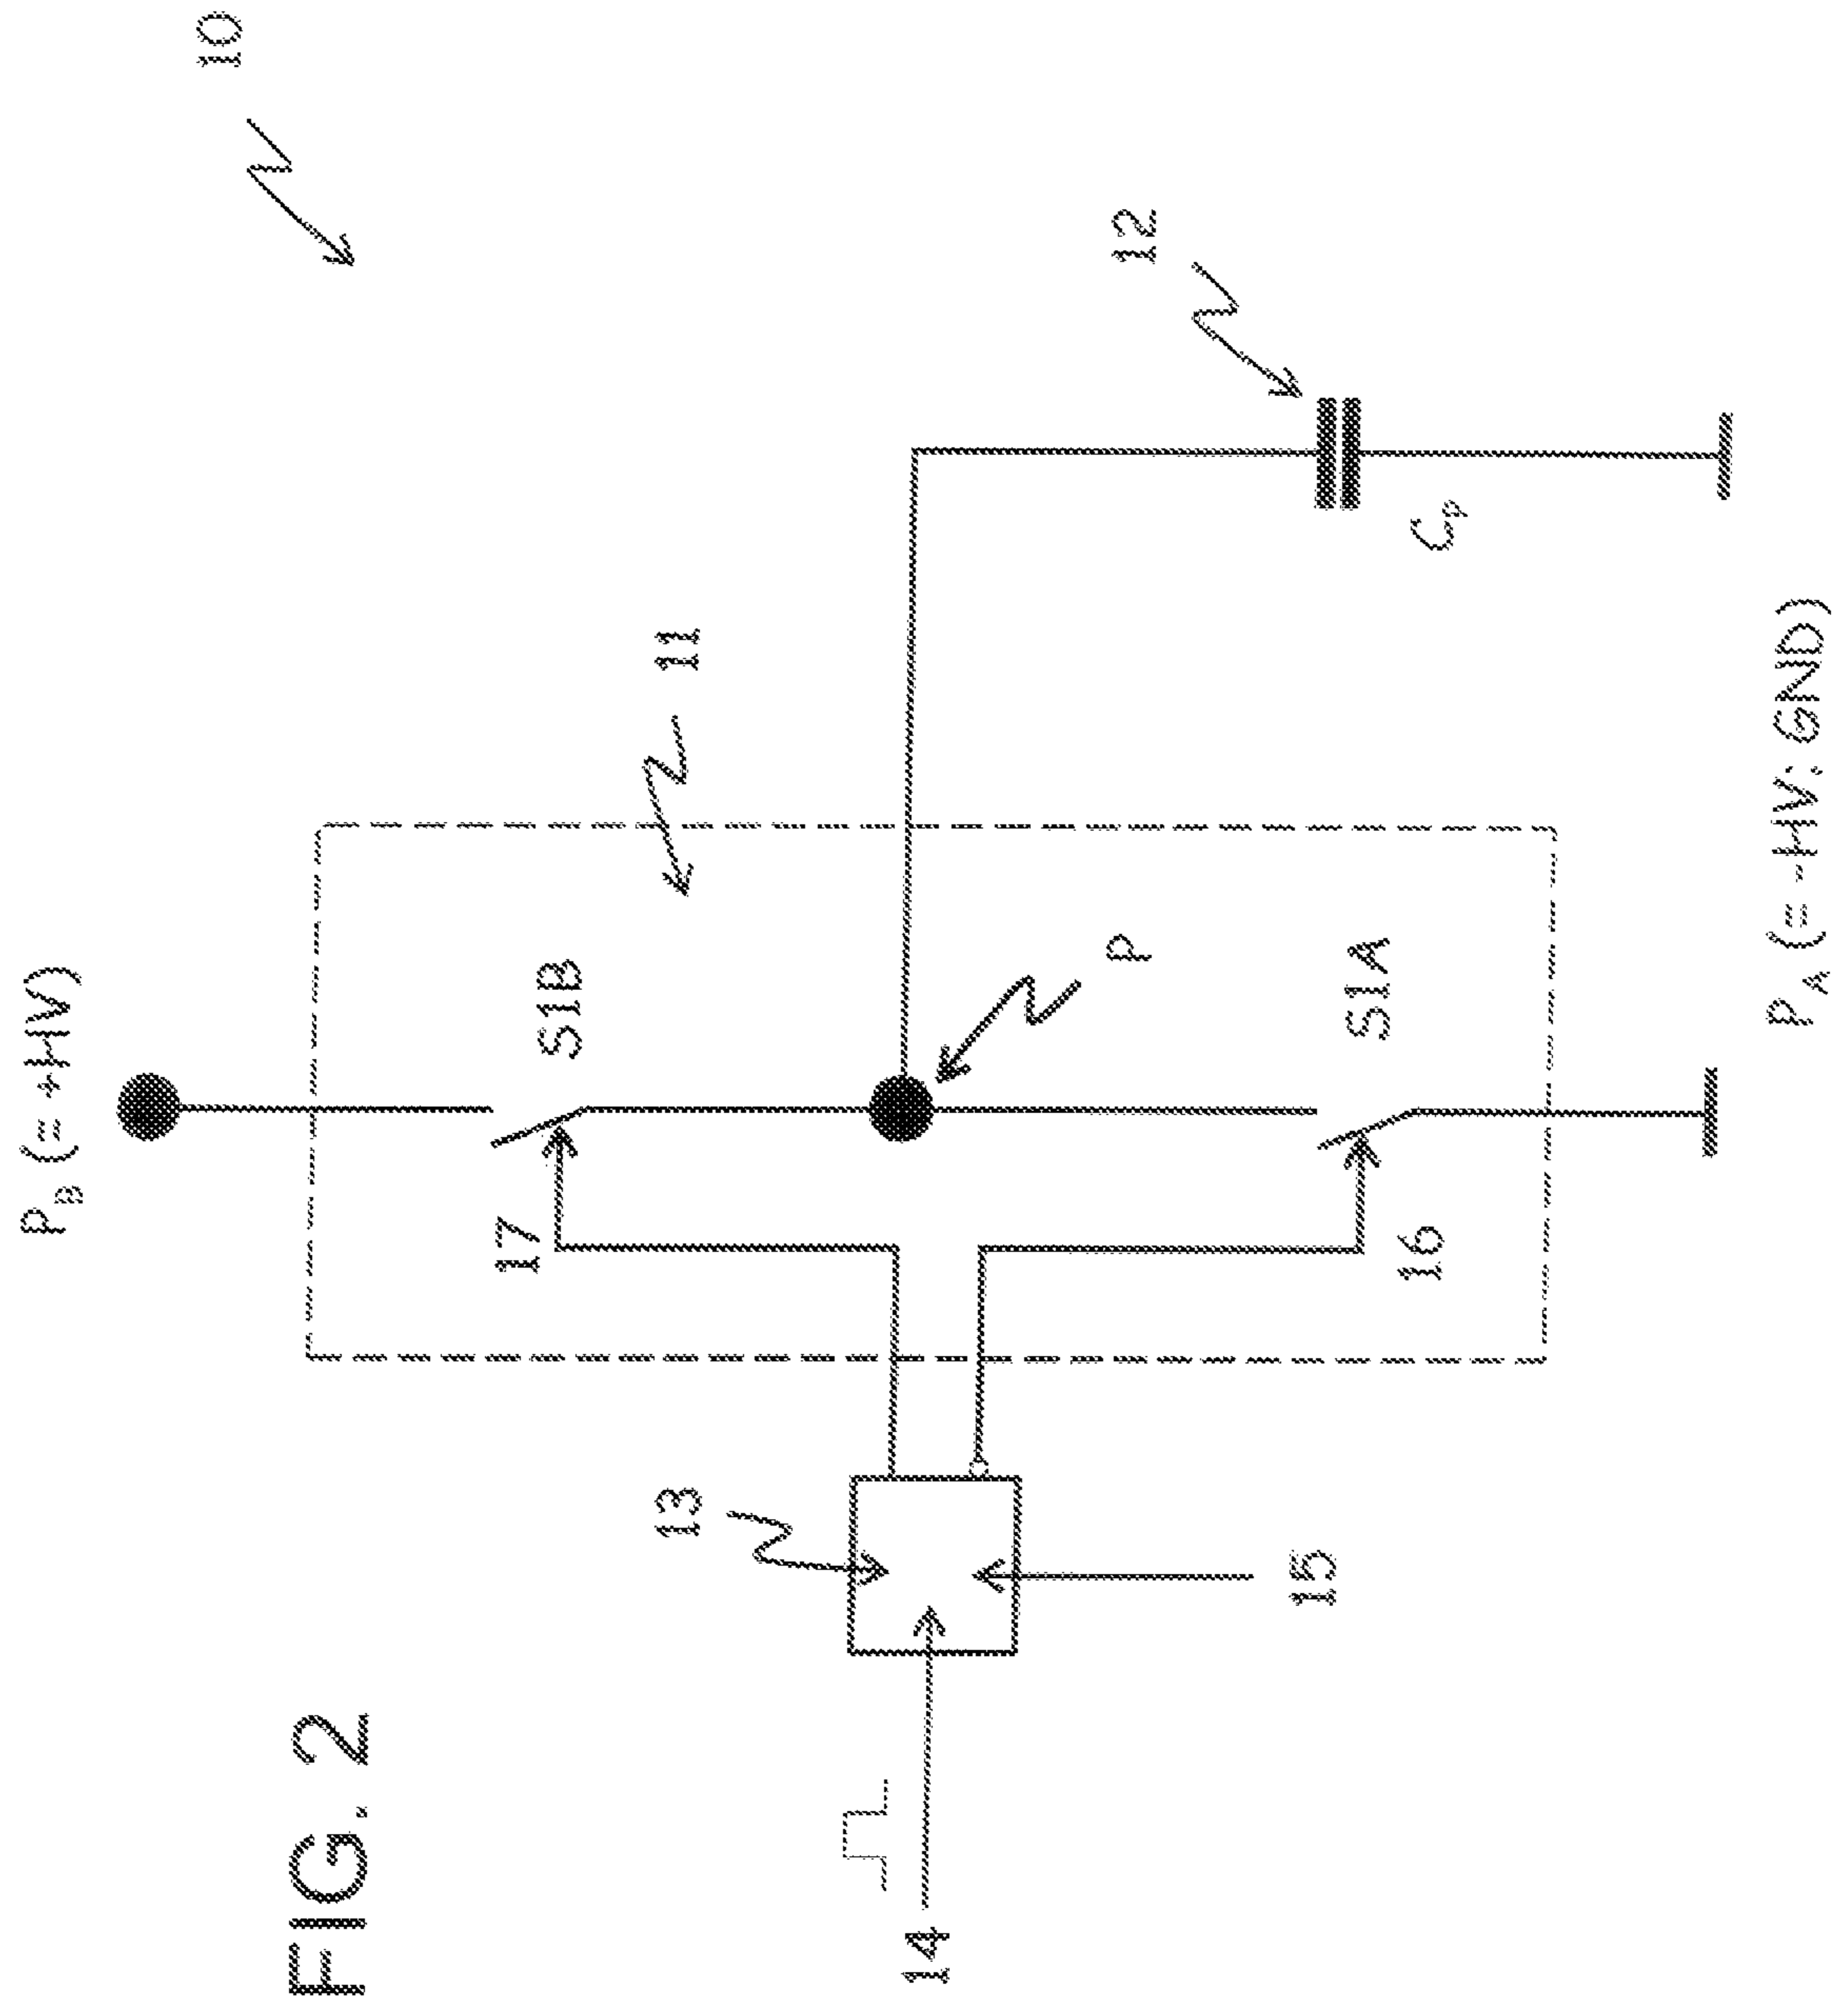 FIG. 2
10
P_B (= +HV)
11
12
S1B
17
13
P
14
15
S1A
16
C_P
P_A (= -HV; GND)